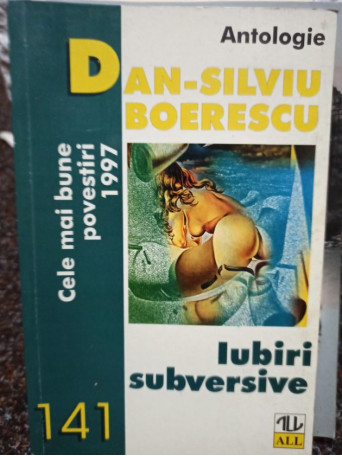 Antologie
DAN-SILVIU
BOERESCU
Cele mai bune
povestiri
1997
Iubiri
subversive
141
ALL